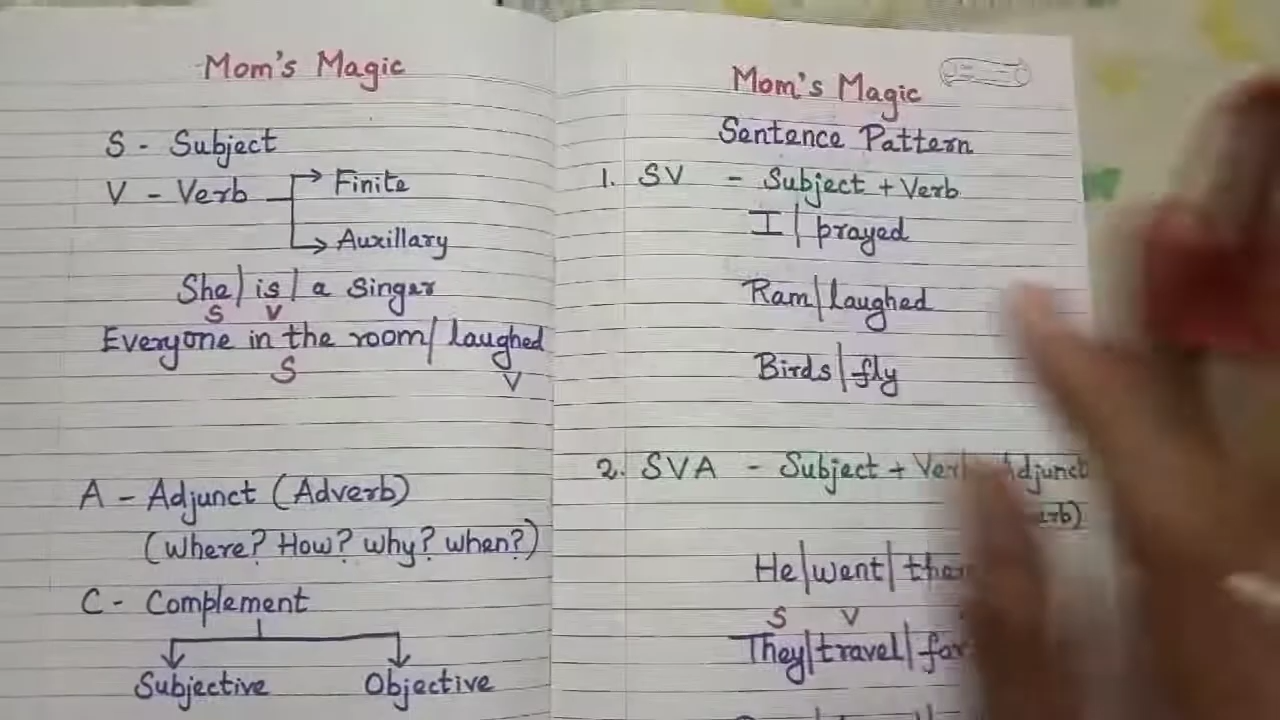 Mom's Magic
S - Subject
V - Verb
Finite
Auxillary
She | is | a Singer
S V
Everyone in the room | laughed
S V
A - Adjunct (Adverb)
(Where? How? why? when?)
C - Complement
Subjective Objective
Mom's Magic
Sentence Pattern
1. SV - Subject + Verb
I | prayed
Ram | laughed
Birds | fly
2. SVA - Subject + Adjunct
He | went |
S V
They | travel |